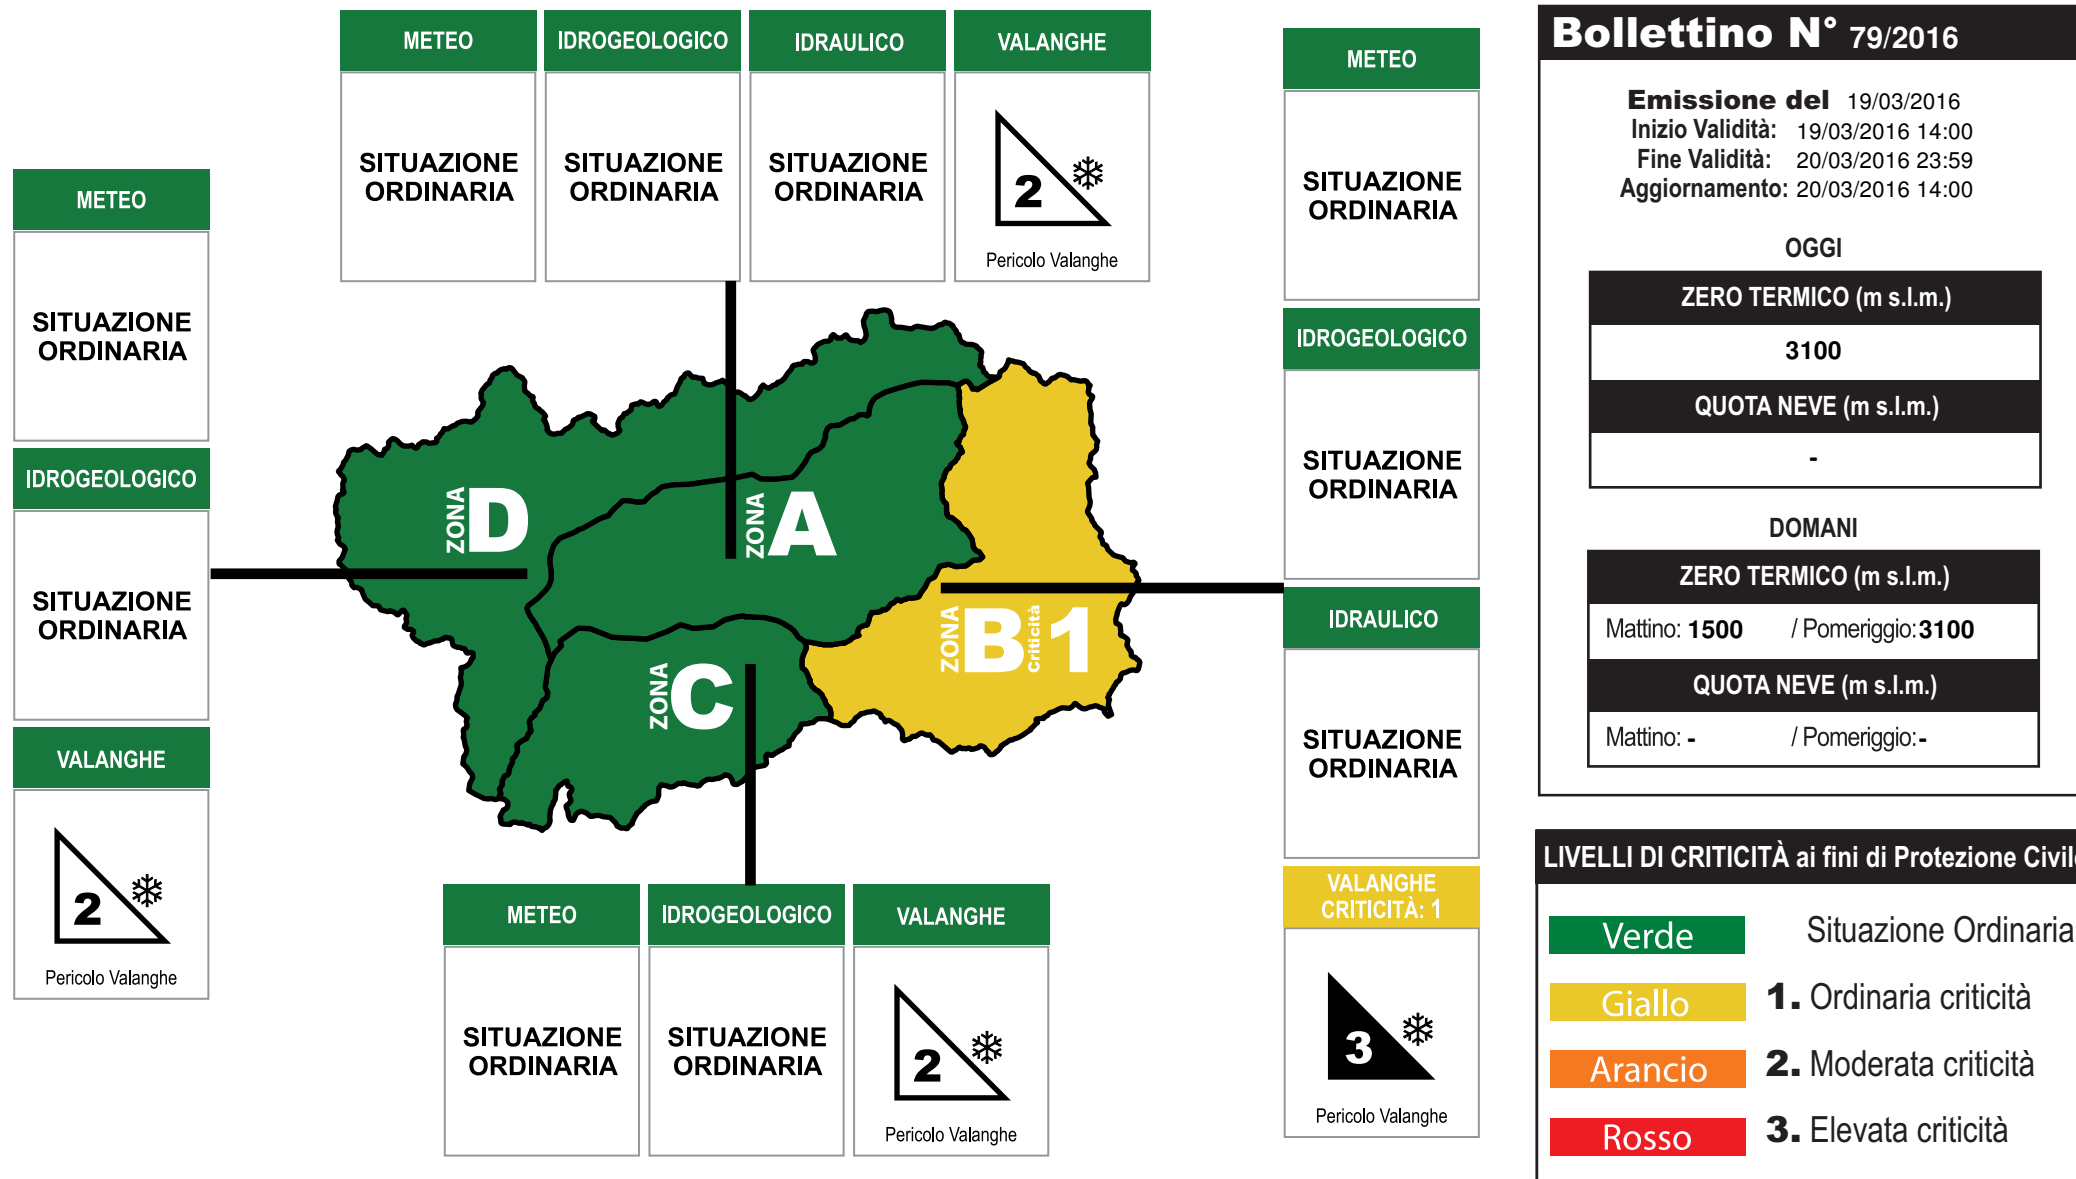 METEO
SITUAZIONE
ORDINARIA
IDROGEOLOGICO
SITUAZIONE
ORDINARIA
VALANGHE
2
Pericolo Valanghe
METEO
SITUAZIONE
ORDINARIA
IDROGEOLOGICO
SITUAZIONE
ORDINARIA
IDRAULICO
SITUAZIONE
ORDINARIA
VALANGHE
2
Pericolo Valanghe
ZONA D
ZONA A
ZONA B Criticità 1
ZONA C
METEO
SITUAZIONE
ORDINARIA
IDROGEOLOGICO
SITUAZIONE
ORDINARIA
VALANGHE
2
Pericolo Valanghe
METEO
SITUAZIONE
ORDINARIA
IDROGEOLOGICO
SITUAZIONE
ORDINARIA
IDRAULICO
SITUAZIONE
ORDINARIA
VALANGHE
CRITICITÀ: 1
3
Pericolo Valanghe
Bollettino N° 79/2016
Emissione del 19/03/2016
Inizio Validità: 19/03/2016 14:00
Fine Validità: 20/03/2016 23:59
Aggiornamento: 20/03/2016 14:00
OGGI
ZERO TERMICO (m s.l.m.)
3100
QUOTA NEVE (m s.l.m.)
-
DOMANI
ZERO TERMICO (m s.l.m.)
Mattino: 1500 / Pomeriggio: 3100
QUOTA NEVE (m s.l.m.)
Mattino: - / Pomeriggio: -
LIVELLI DI CRITICITÀ ai fini di Protezione Civil
Verde Situazione Ordinaria
Giallo 1. Ordinaria criticità
Arancio 2. Moderata criticità
Rosso 3. Elevata criticità